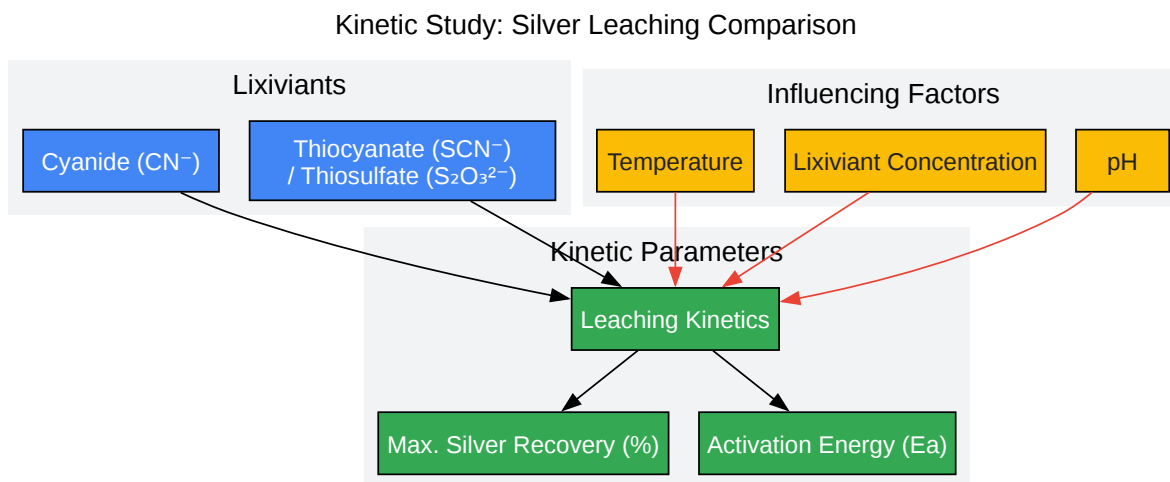 Kinetic Study: Silver Leaching Comparison
Lixiviants
Influencing Factors
Cyanide (CN⁻)
Thiocyanate (SCN⁻)
/ Thiosulfate (S₂O₃²⁻)
Temperature
Lixiviant Concentration
pH
Kinetic Parameters
Leaching Kinetics
Max. Silver Recovery (%)
Activation Energy (Ea)